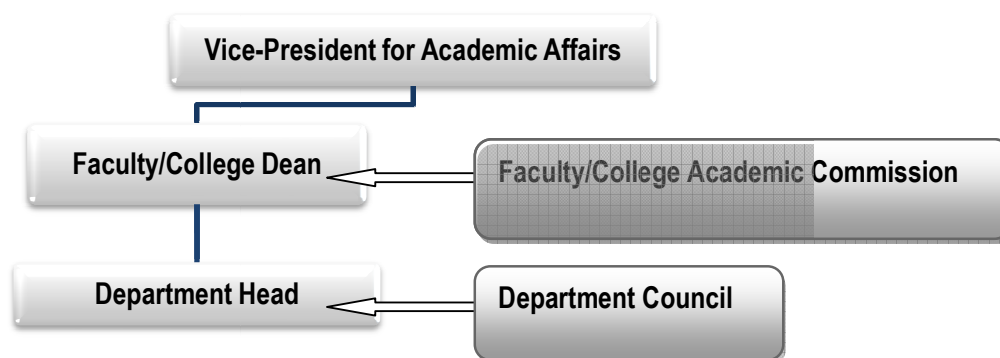 Vice-President for Academic Affairs
Faculty/College Dean
Faculty/College Academic Commission
Department Head
Department Council